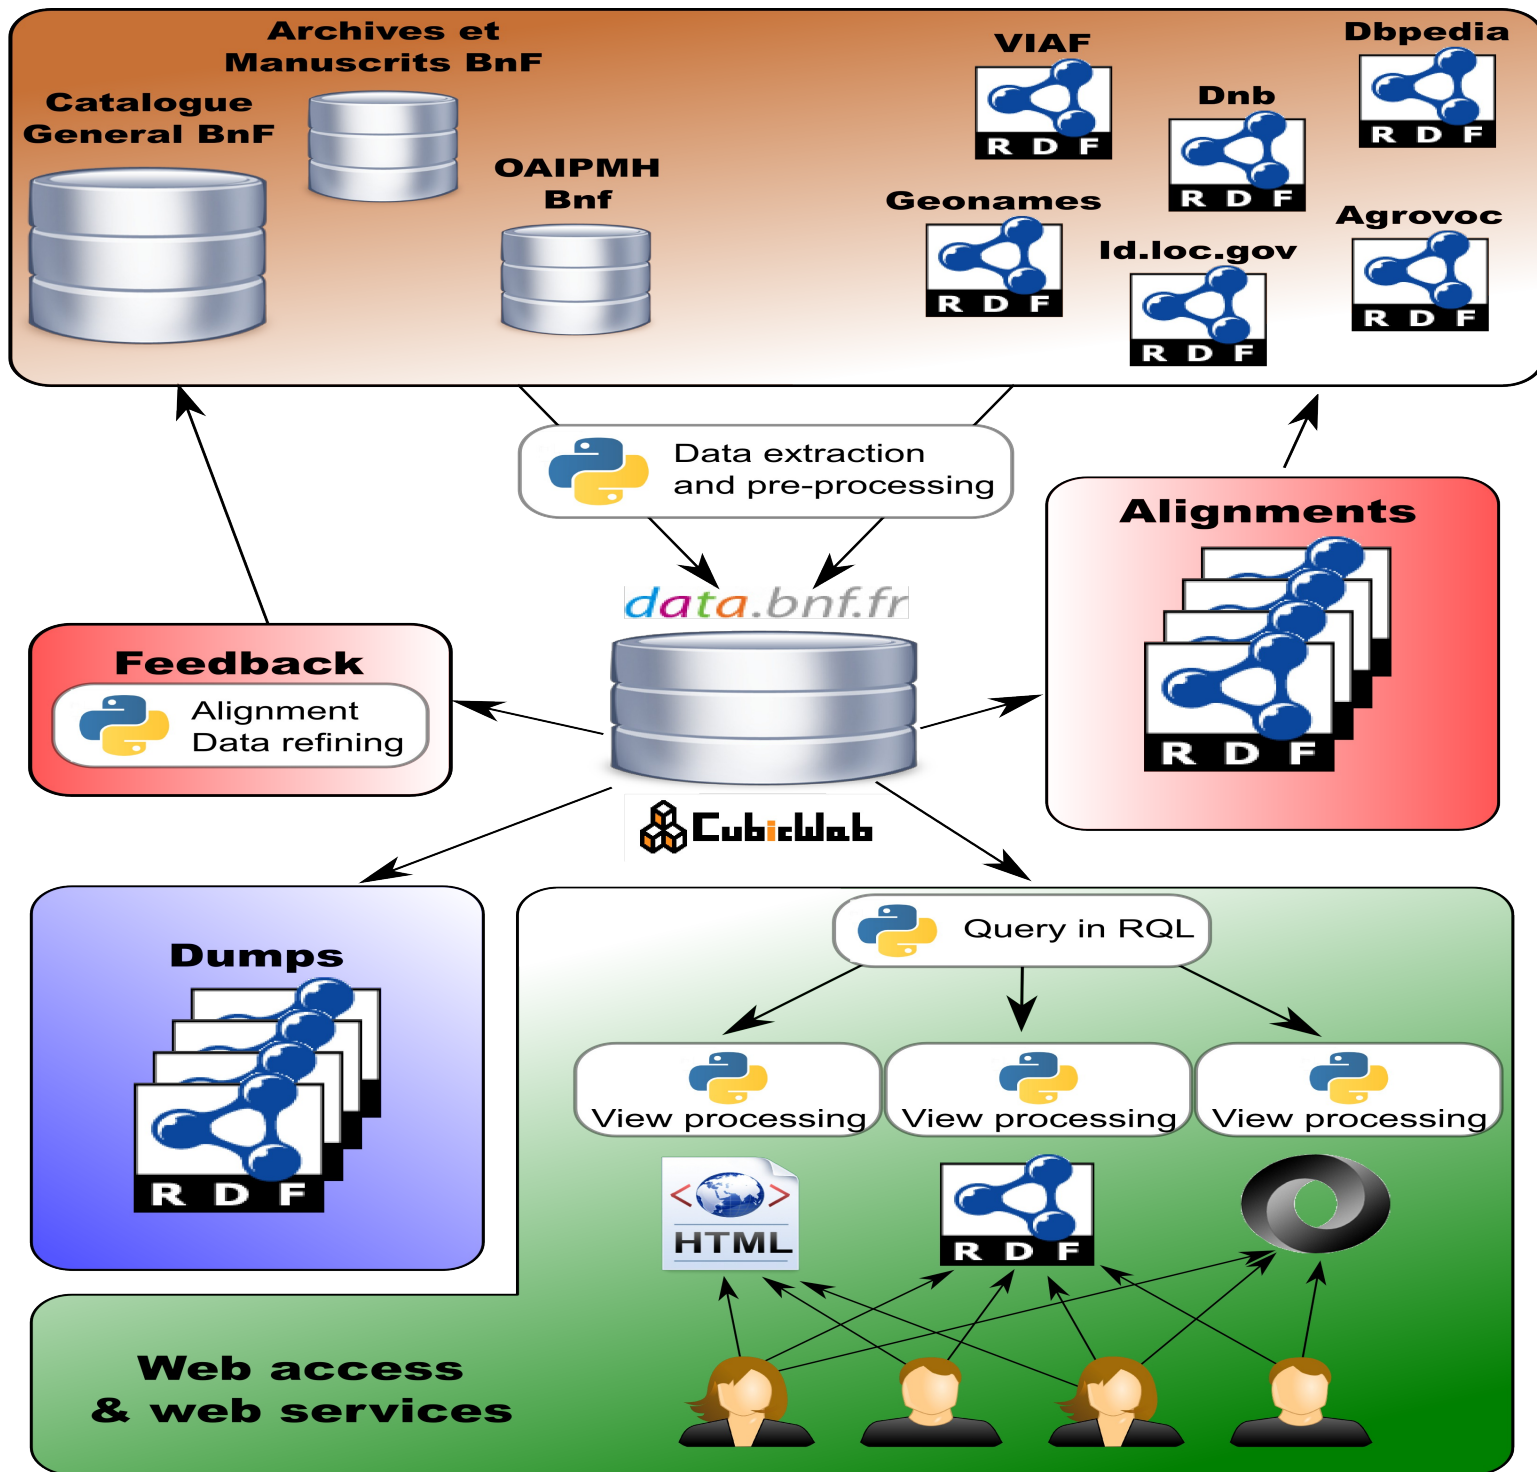 Archives et
Manuscrits BnF
Catalogue
General BnF
OAIPMH
Bnf
VIAF
R D F
Dnb
R D F
Dbpedia
R D F
Geonames
R D F
Id.loc.gov
R D F
Agrovoc
R D F
Data extraction
and pre-processing
Alignments
R D F
data.bnf.fr
Feedback
Alignment
Data refining
CubicWeb
Dumps
R D F
Query in RQL
View processing
View processing
View processing
< >
HTML
R D F
Web access
& web services